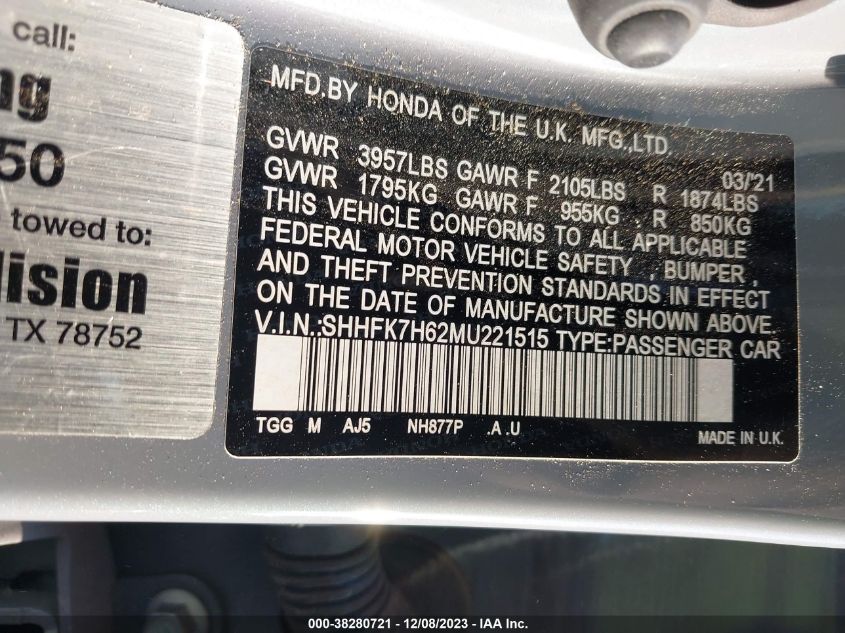 call:
50
towed to:
TX 78752
MFD.BY HONDA OF THE U.K. MFG.,LTD.
03/'21
GVWR 3957LBS GAWR F 2105LBS R 1874LBS
GVWR 1795KG GAWR F 955KG R 850KG
THIS VEHICLE CONFORMS TO ALL APPLICABLE
FEDERAL MOTOR VEHICLE SAFETY , BUMPER ,
AND THEFT PREVENTION STANDARDS IN EFFECT
ON THE DATE OF MANUFACTURE SHOWN ABOVE.
V.I.N.:SHHFK7H62MU221515 TYPE:PASSENGER CAR
TGG M AJ5 NH877P .A .U
MADE IN U.K.
000-38280721 / 12/08/2023 - IAA Inc.